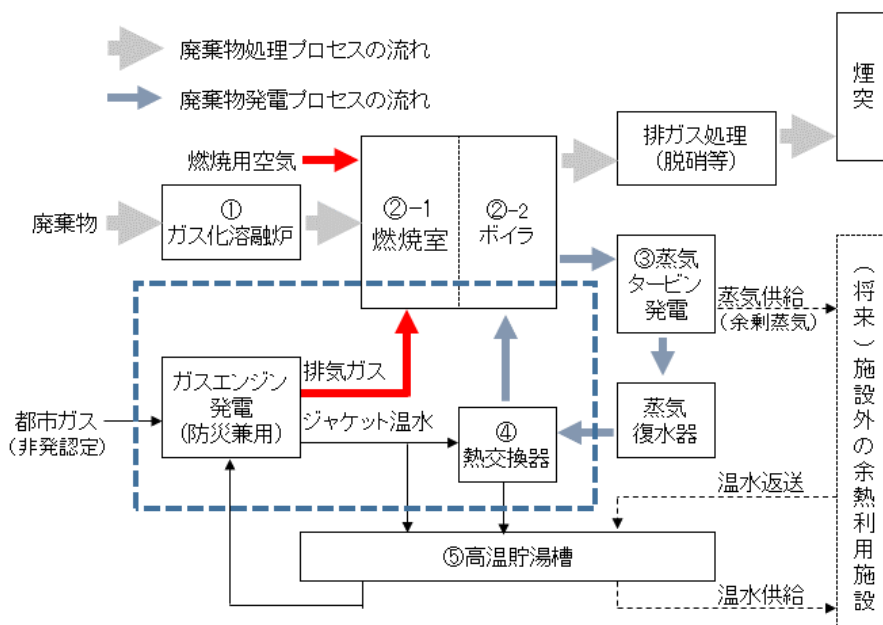 廃棄物処理プロセスの流れ
廃棄物発電プロセスの流れ
煙突
排ガス処理
(脱硝等)
燃焼用空気
廃棄物
①
ガス化溶融炉
②-1
燃焼室
②-2
ボイラ
③蒸気
タービン
発電
蒸気供給
(余剰蒸気)
(将来)施設外の余熱利用施設
都市ガス
(非発認定)
ガスエンジン
発電
(防災兼用)
排気ガス
ジャケット温水
④
熱交換器
蒸気
復水器
温水返送
⑤高温貯湯槽
温水供給